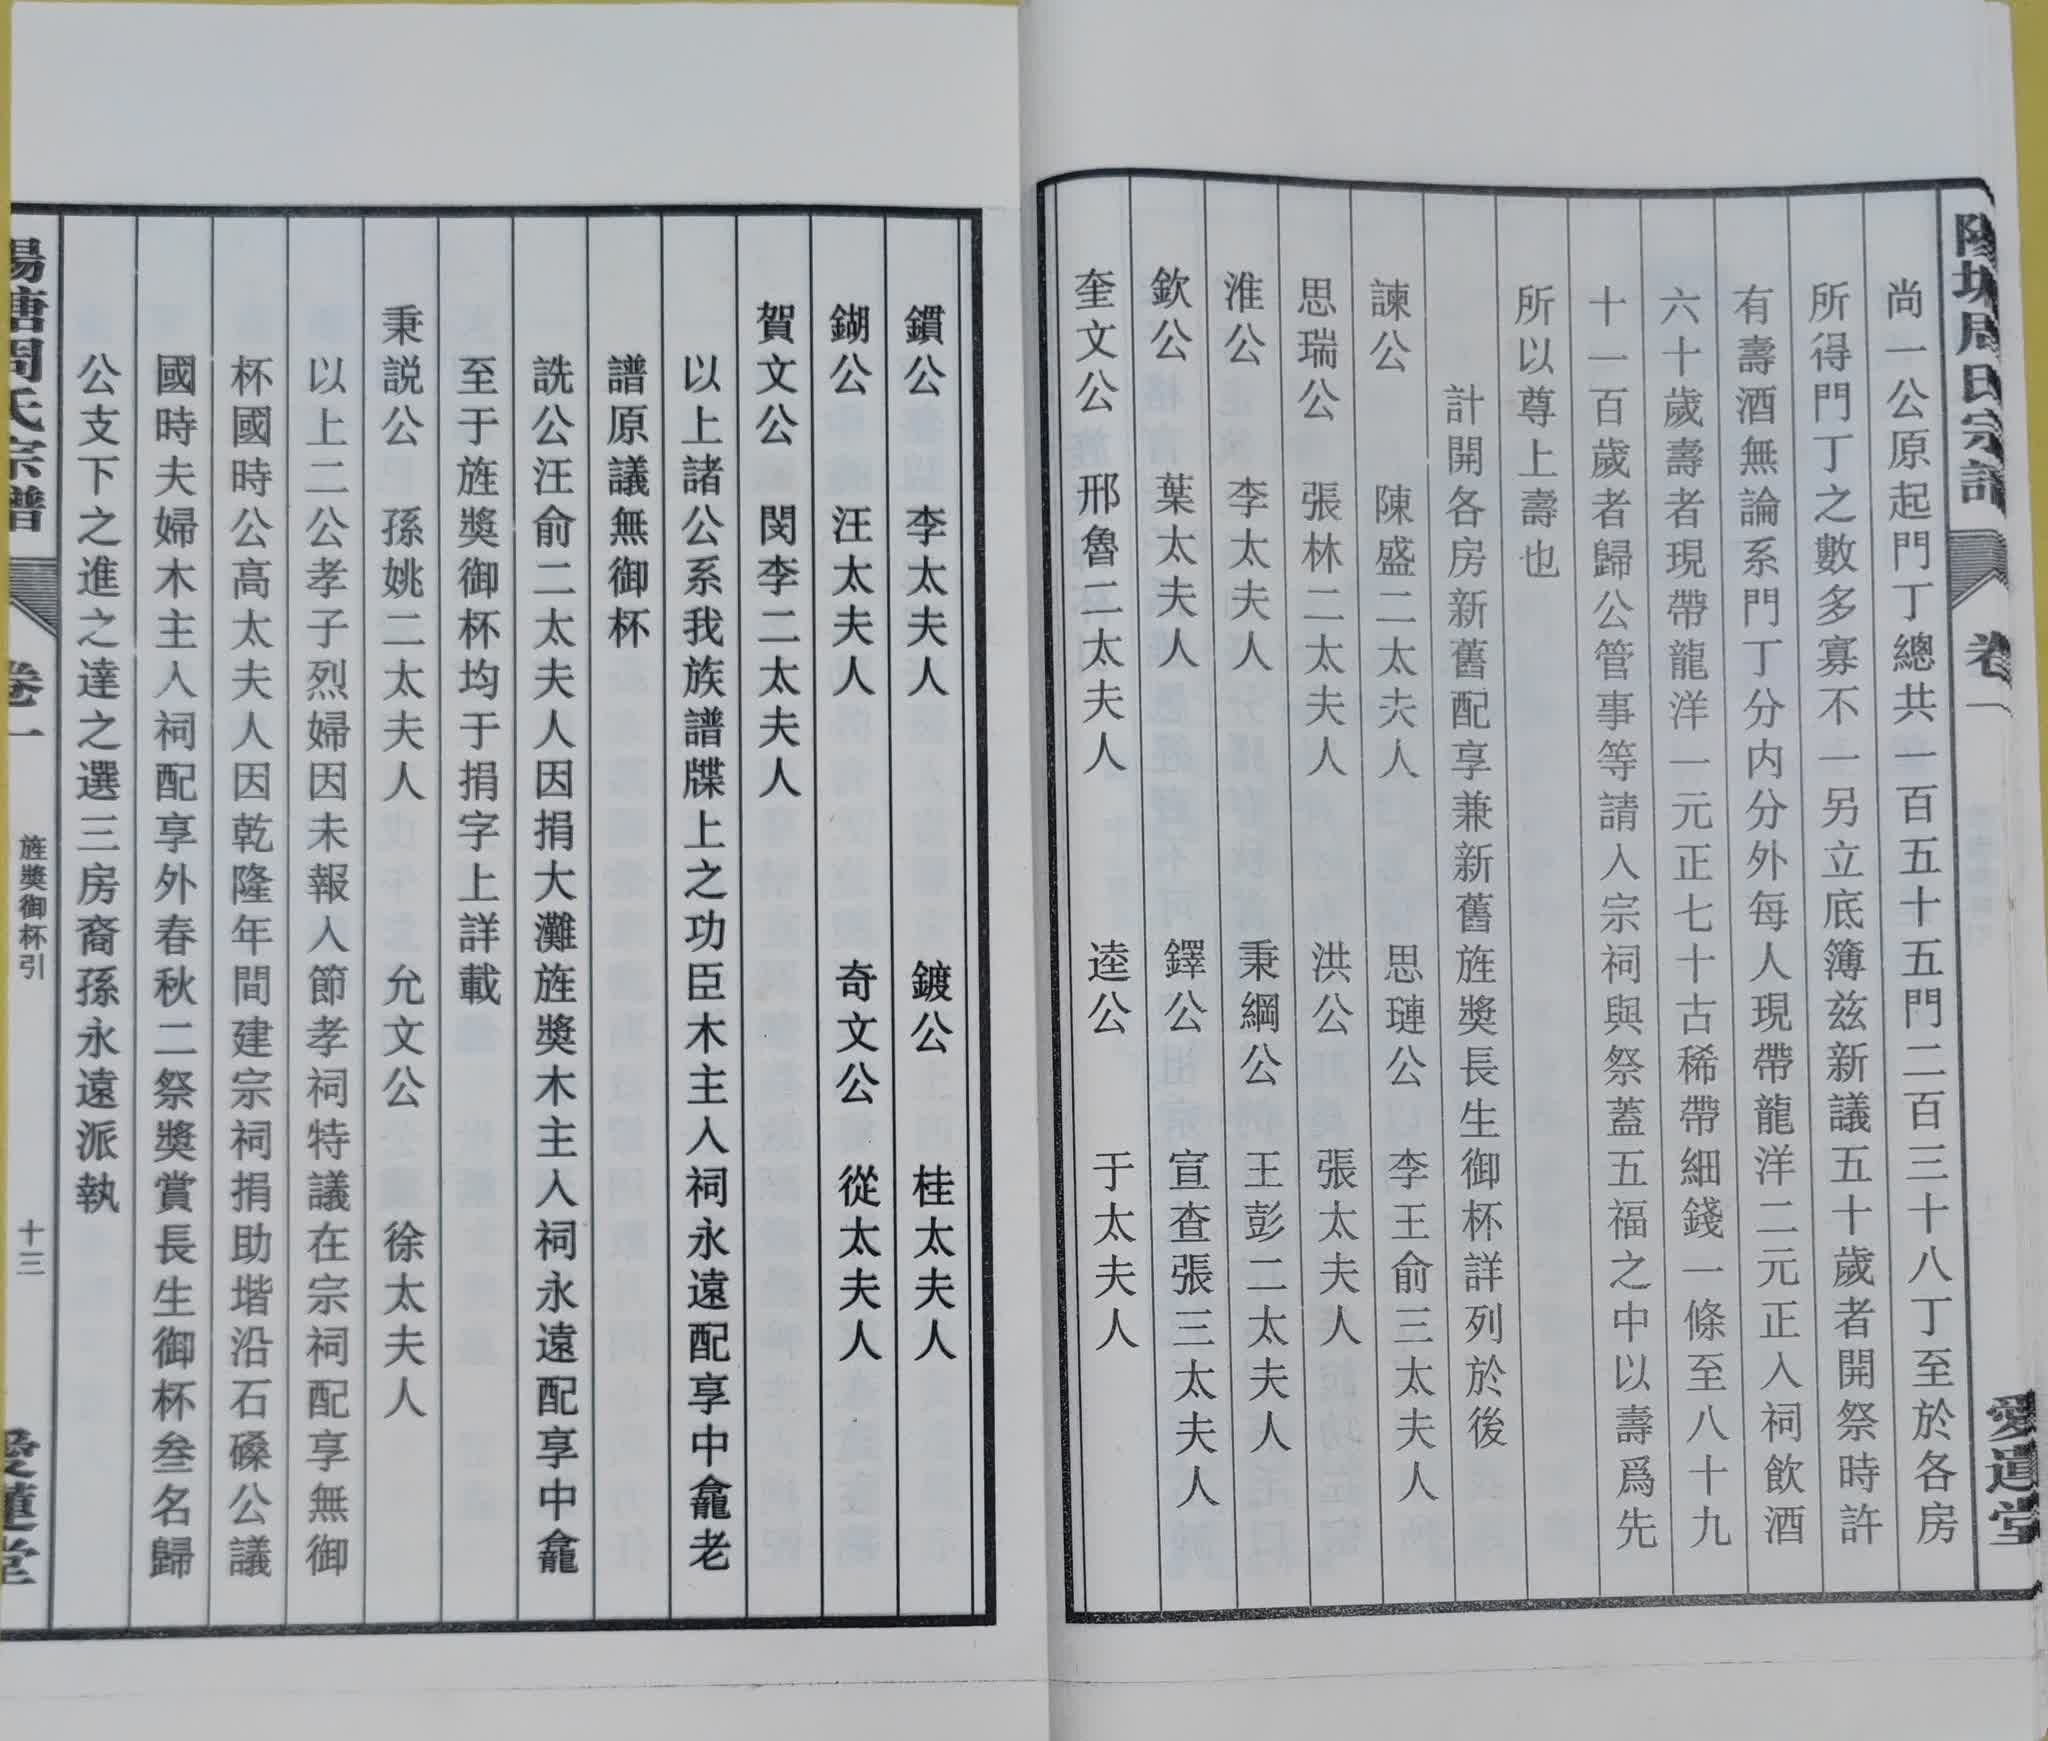 周氏宗譜
卷一
愛蓮堂
尚一公原起門丁總共一百五十五門二百三十八丁至於各房
所得門丁之數多寡不一另立底簿茲新議五十歲者開祭時許
有壽酒無論系門丁分内分外每人現帶龍洋二元正入祠飲酒
六十歲壽者現帶龍洋一元正七十古稀帶細錢一條至八十九
十一百歲者歸公管事等請入宗祠與祭蓋五福之中以壽爲先
所以尊上壽也
計開各房新舊配享兼新舊旌獎長生御杯詳列於後
諫公 陳盛二太夫人 思璉公 李王俞三太夫人
思瑞公 張林二太夫人 洪公 張太夫人
淮公 李太夫人 秉綱公 王彭二太夫人
欽公 葉太夫人 鐸公 宣查張三太夫人
奎文公 邢魯二太夫人 逵公 于太夫人
鏆公 李太夫人 鍍公 桂太夫人
鍸公 汪太夫人 奇文公 從太夫人
賀文公 閔李二太夫人
以上諸公系我族譜牒上之功臣木主入祠永遠配享中龕老
譜原議無御杯
詵公汪俞二太夫人因捐大灘旌獎木主入祠永遠配享中龕
至于旌獎御杯均于捐字上詳載
秉説公 孫姚二太夫人 允文公 徐太夫人
以上二公孝子烈婦因未報入節孝祠特議在宗祠配享無御
杯國時公高太夫人因乾隆年間建宗祠捐助堦沿石磉公議
國時夫婦木主入祠配享外春秋二祭獎賞長生御杯叁名歸
公支下之進之達之選三房裔孫永遠派執
楊塘周氏宗譜
卷一
旌獎御杯引
十三
愛蓮堂